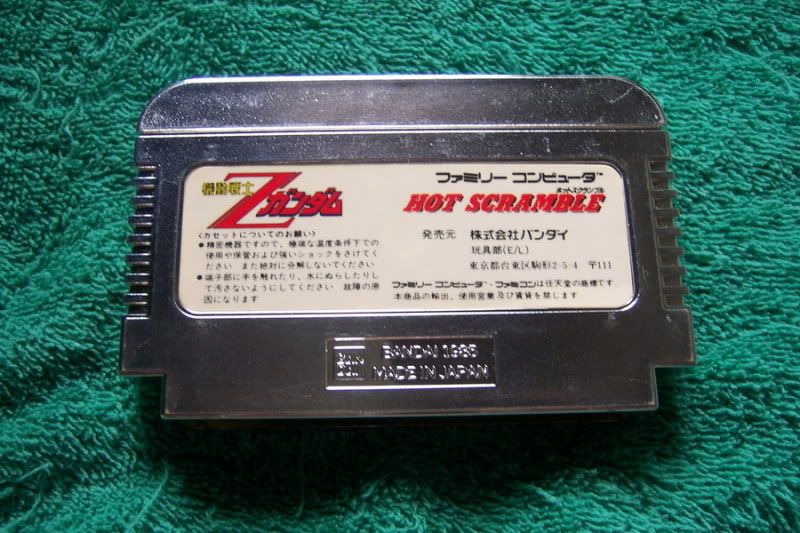 機動戦士
Zガンダム
〈カセットについてのお願い〉
●精密機器ですので、極端な温度条件下での
使用や保管および強いショックをさけてく
ださい また絶対に分解しないでください
●端子部に手を触れたり、水にぬらしたりし
て汚さないようにしてください 故障の原
因になります
ファミリー コンピュータ™
ホットスクランブル
HOT SCRAMBLE
発売元 株式会社バンダイ
玩具部(E/L)
東京都台東区駒形2-5-4 〒111
ファミリー コンピュータ・ファミコンは任天堂の商標です
本商品の輸出、使用営業及び賃貸を禁じます
BAN
DAI
BANDAI 1985
MADE IN JAPAN